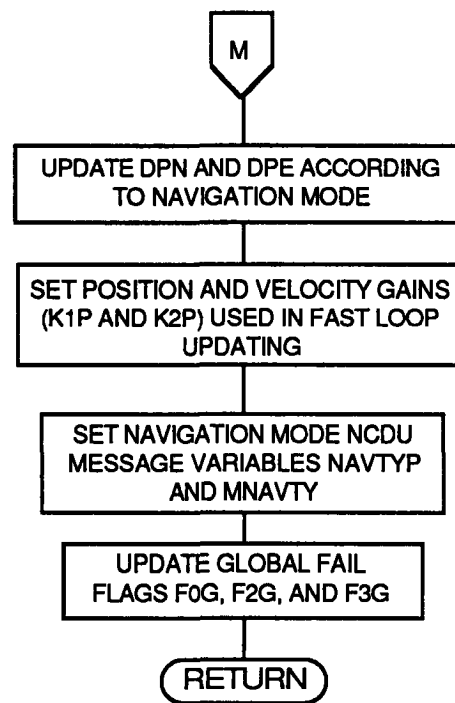 M
UPDATE DPN AND DPE ACCORDING
TO NAVIGATION MODE
SET POSITION AND VELOCITY GAINS
(K1P AND K2P) USED IN FAST LOOP
UPDATING
SET NAVIGATION MODE NCDU
MESSAGE VARIABLES NAVTYP
AND MNAVTY
UPDATE GLOBAL FAIL
FLAGS F0G, F2G, AND F3G
RETURN